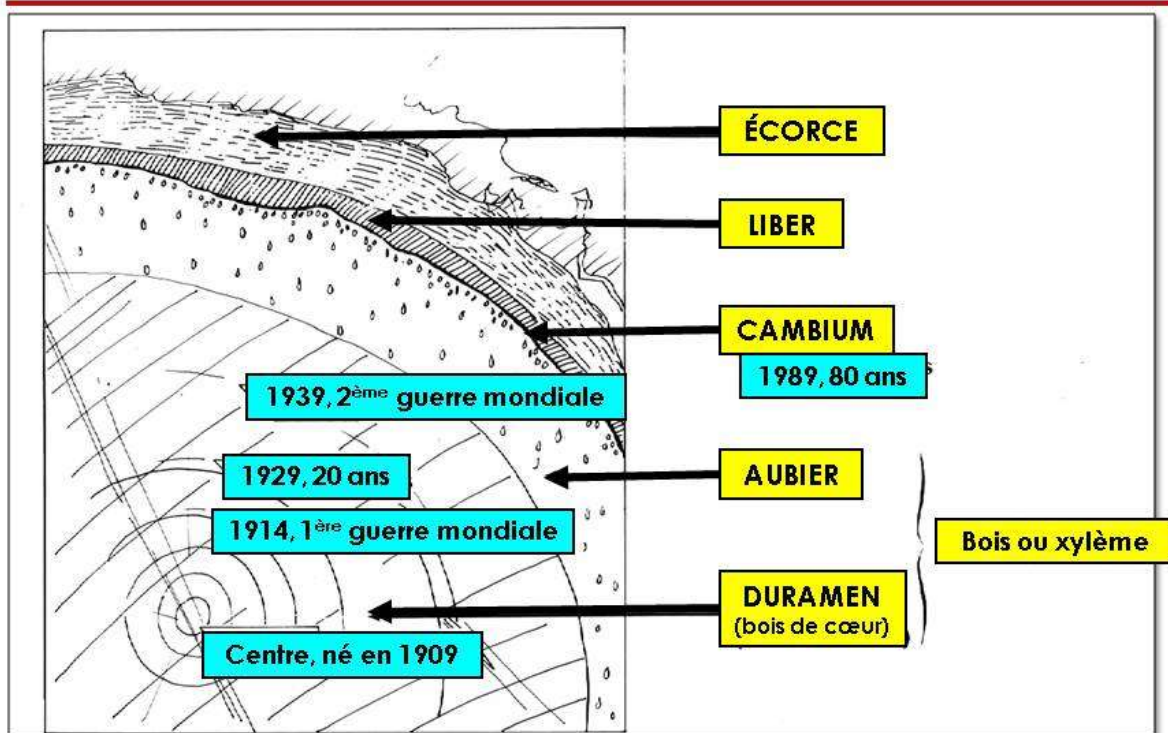 ÉCORCE
LIBER
CAMBIUM
1989, 80 ans
1939, 2ème guerre mondiale
AUBIER
1929, 20 ans
1914, 1ère guerre mondiale
Bois ou xylème
DURAMEN
(bois de cœur)
Centre, né en 1909